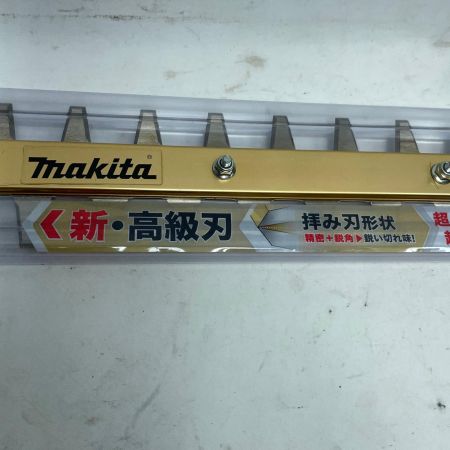 makita®
新・高級刃
拝み刃形状
精密+鋭角▶鋭い切れ味!
超